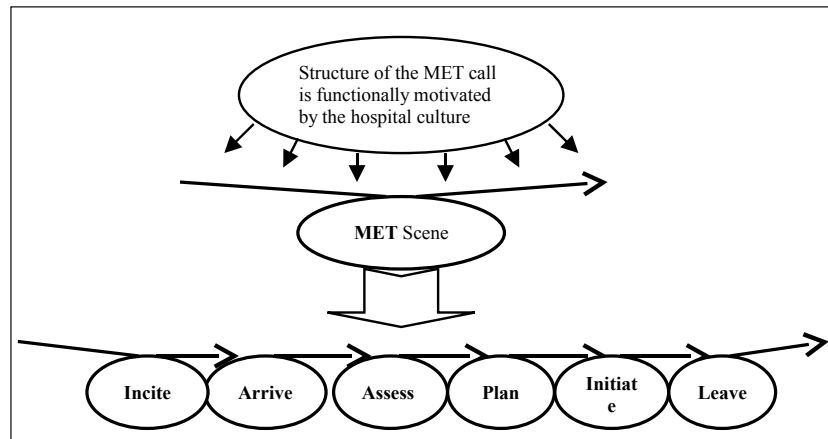 Structure of the MET call
is functionally motivated
by the hospital culture
MET Scene
Incite
Arrive
Assess
Plan
Initiat
e
Leave